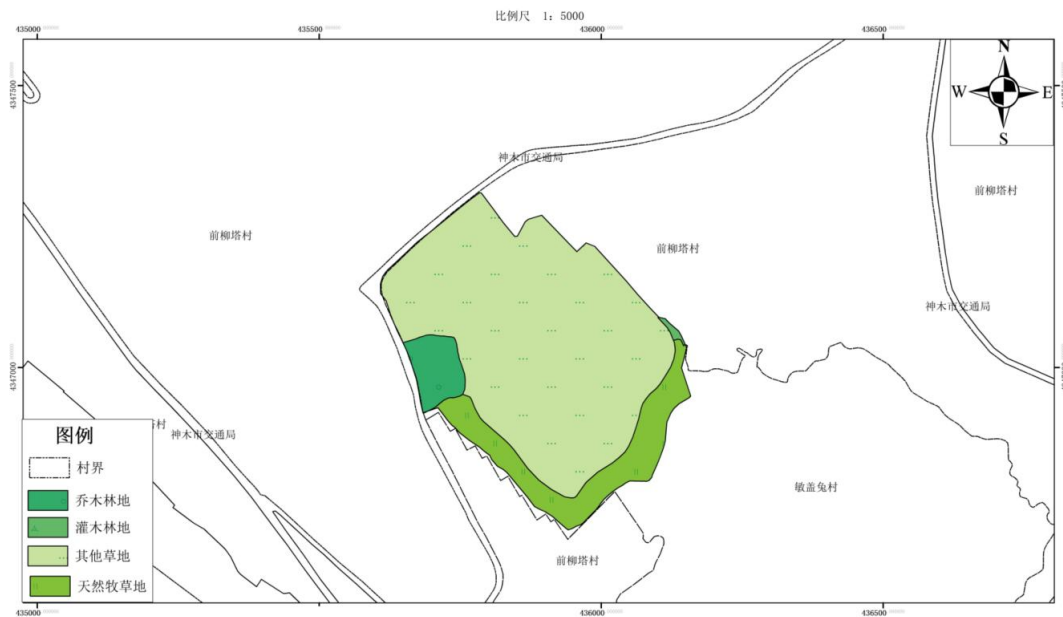 比例尺 1: 5000
435000
435500
436000
436500
4347500
N
W
E
S
神木市交通局
前柳塔村
前柳塔村
前柳塔村
神木市交通局
4347000
4347000
村
神木市交通局
敏盖兔村
前柳塔村
图例
村界
乔木林地
灌木林地
其他草地
天然牧草地
435000
435500
436000
436500